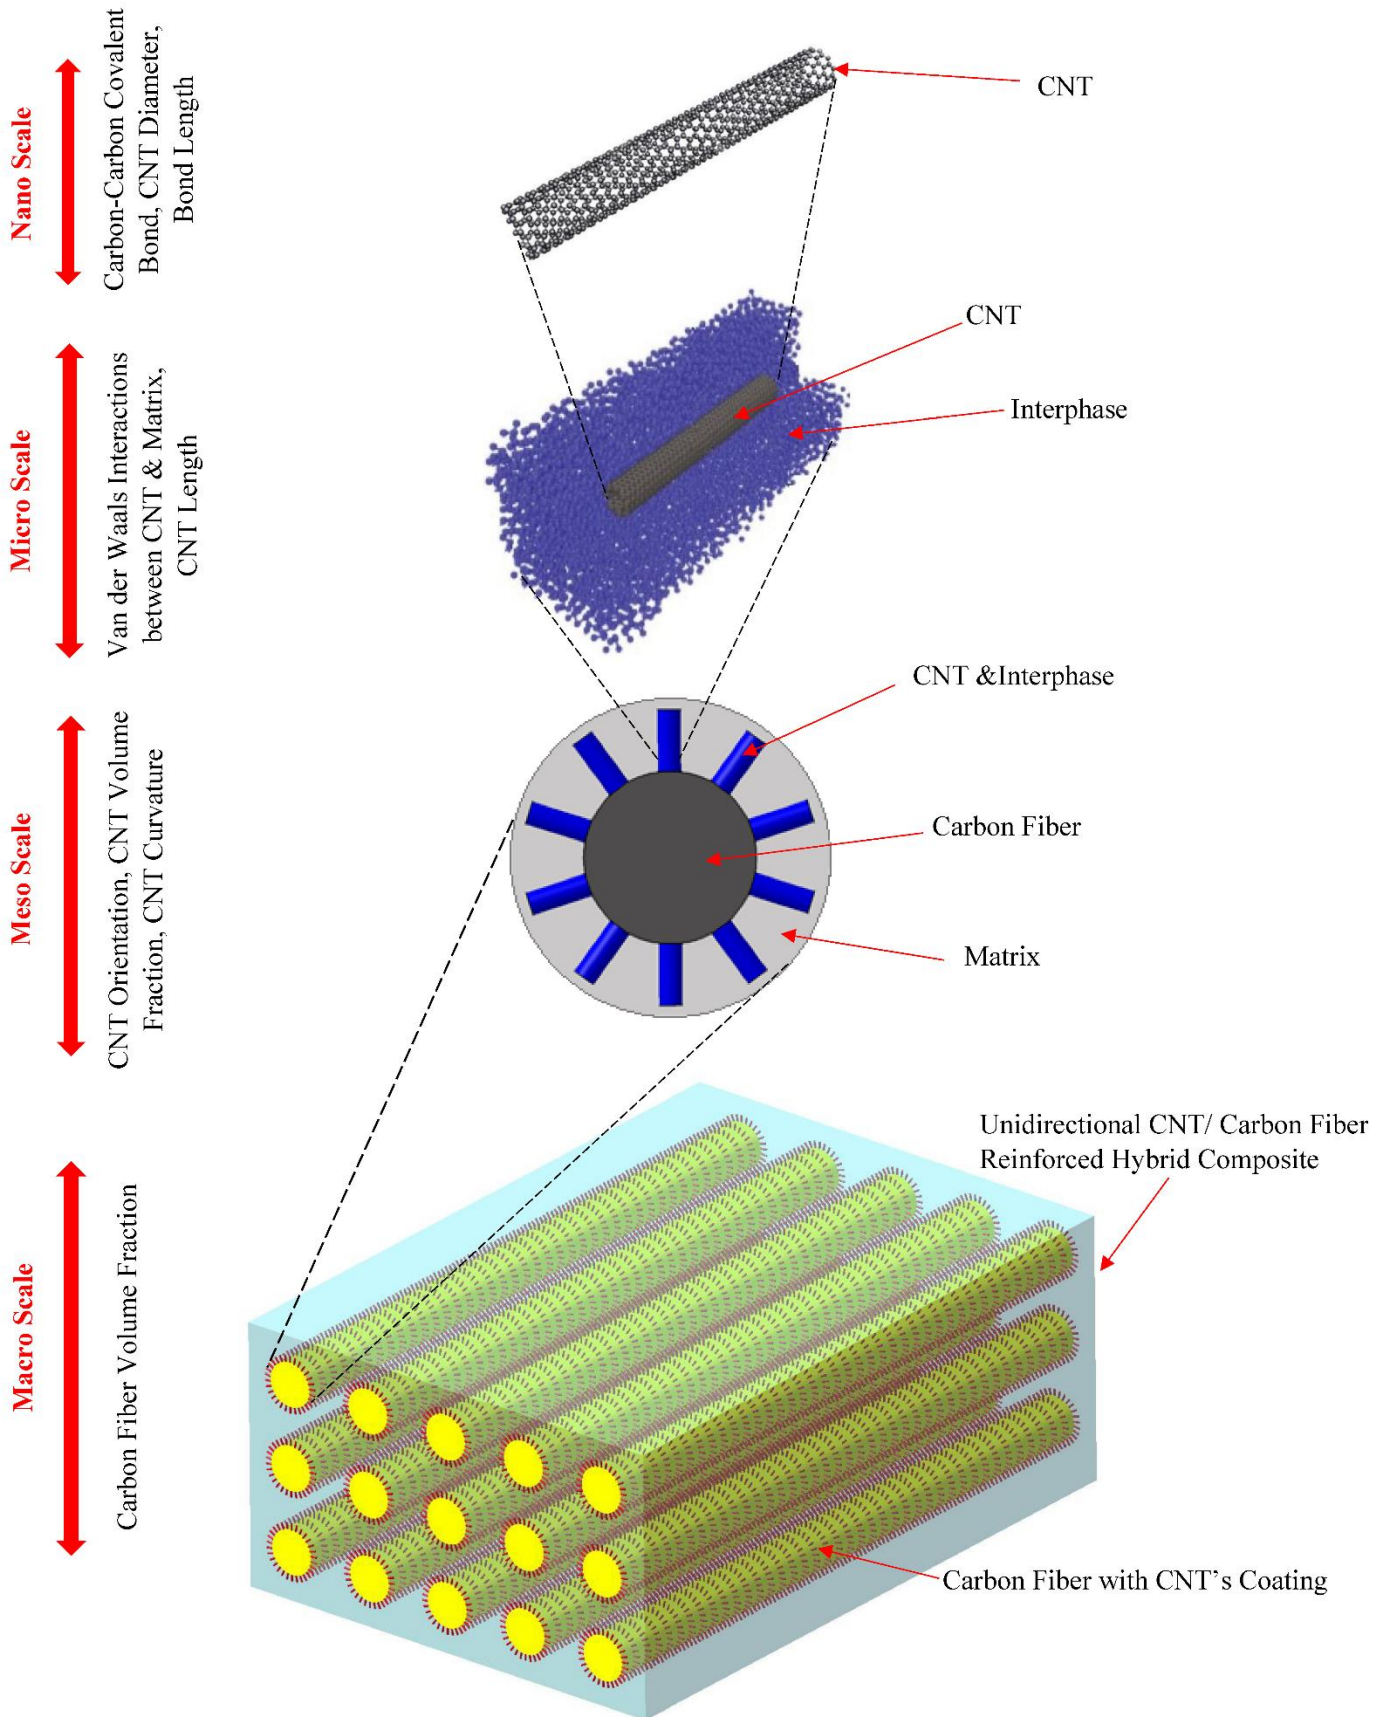 Nano Scale
Carbon-Carbon Covalent
Bond, CNT Diameter,
Bond Length
CNT
Micro Scale
Van der Waals Interactions
between CNT & Matrix,
CNT Length
CNT
Interphase
Meso Scale
CNT Orientation, CNT Volume
Fraction, CNT Curvature
CNT &Interphase
Carbon Fiber
Matrix
Macro Scale
Carbon Fiber Volume Fraction
Unidirectional CNT/ Carbon Fiber
Reinforced Hybrid Composite
Carbon Fiber with CNT’s Coating